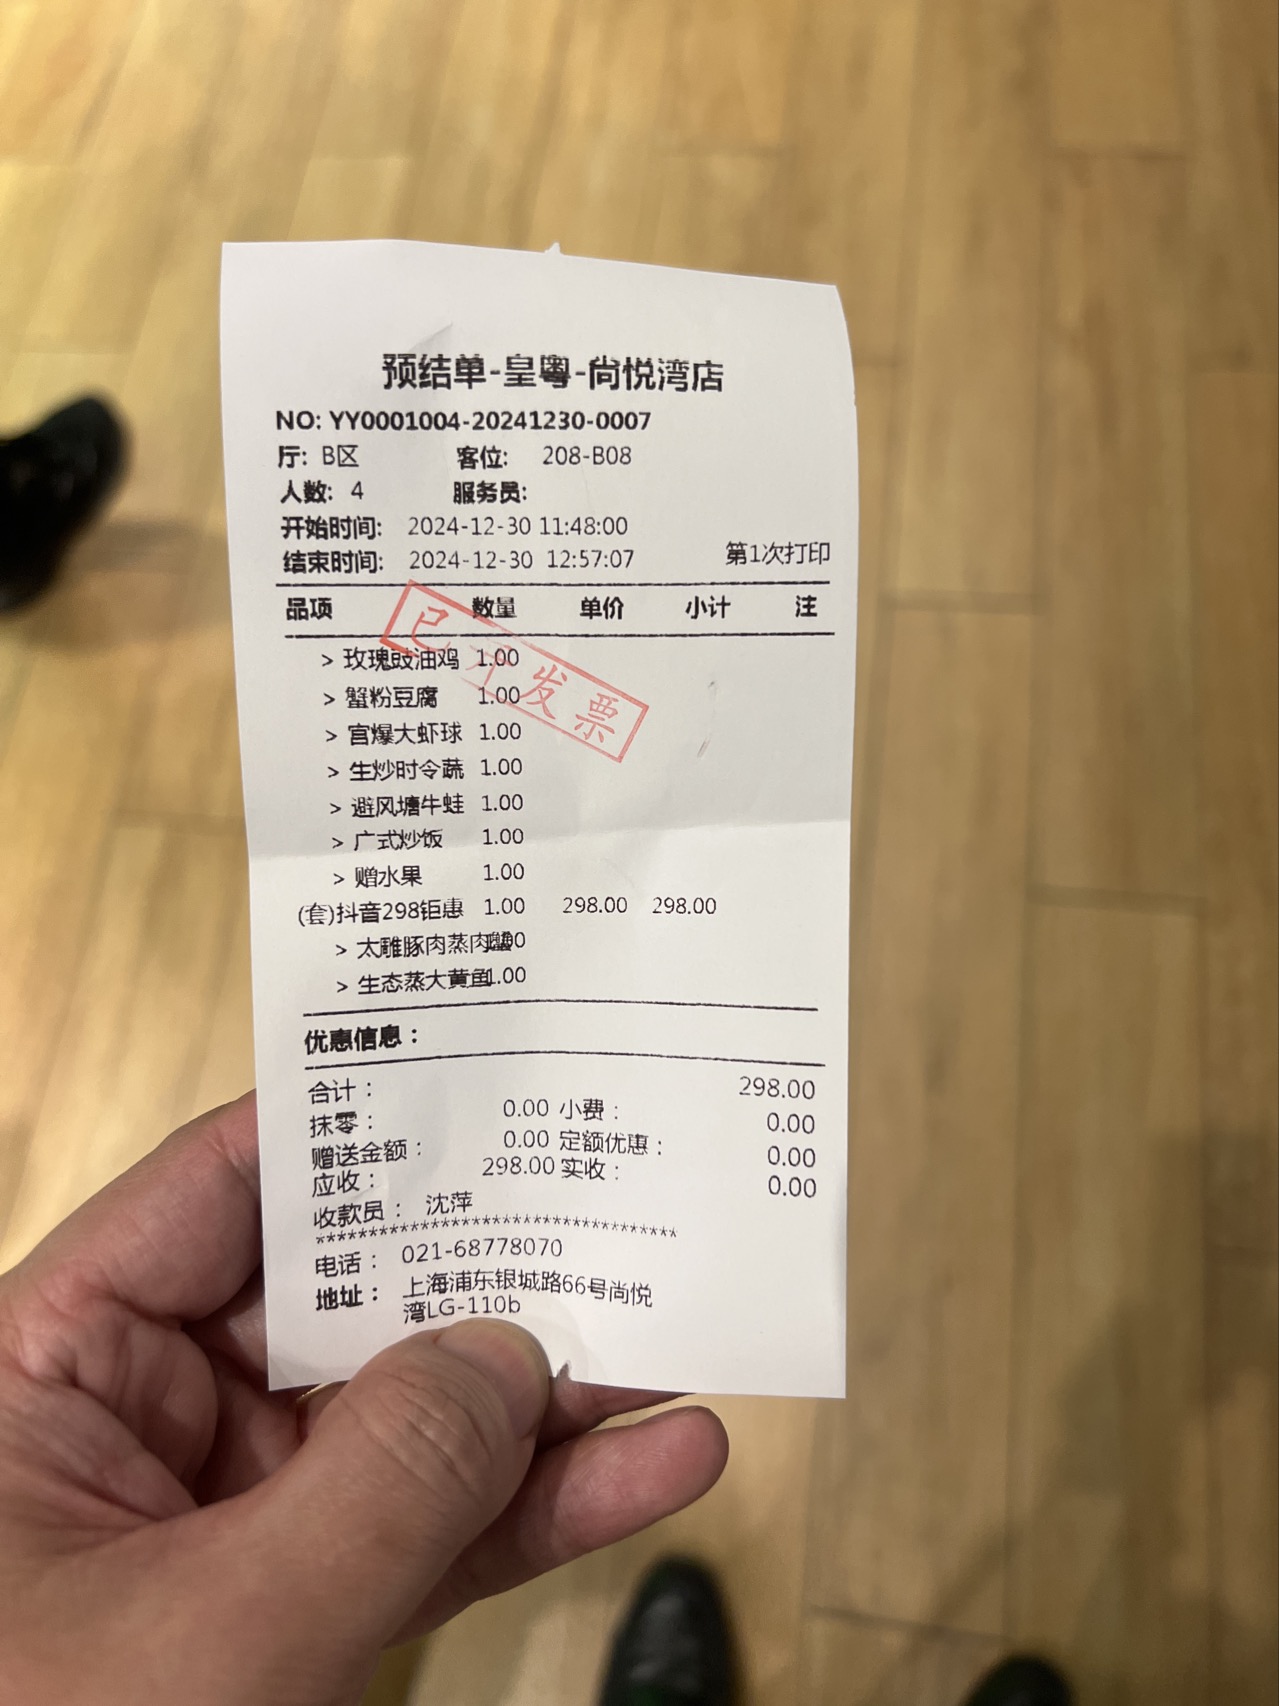 预结单-皇粤-尚悦湾店
NO: YY0001004-20241230-0007
厅: B区 客位: 208-B08
人数: 4 服务员:
开始时间: 2024-12-30 11:48:00
结束时间: 2024-12-30 12:57:07 第1次打印
品项 数量 单价 小计 注
已开发票
> 玫瑰豉油鸡 1.00
> 蟹粉豆腐 1.00
> 宫爆大虾球 1.00
> 生炒时令蔬 1.00
> 避风塘牛蛙 1.00
> 广式炒饭 1.00
> 赠水果 1.00
(套)抖音298钜惠 1.00 298.00 298.00
> 太雕豚肉蒸肉
> 生态蒸大黄鱼1.00
优惠信息：
合计： 298.00
抹零： 0.00 小费： 0.00
赠送金额： 0.00 定额优惠： 0.00
应收： 298.00 实收： 0.00
收款员： 沈萍
***********************************
电话： 021-68778070
地址： 上海浦东银城路66号尚悦
湾LG-110b